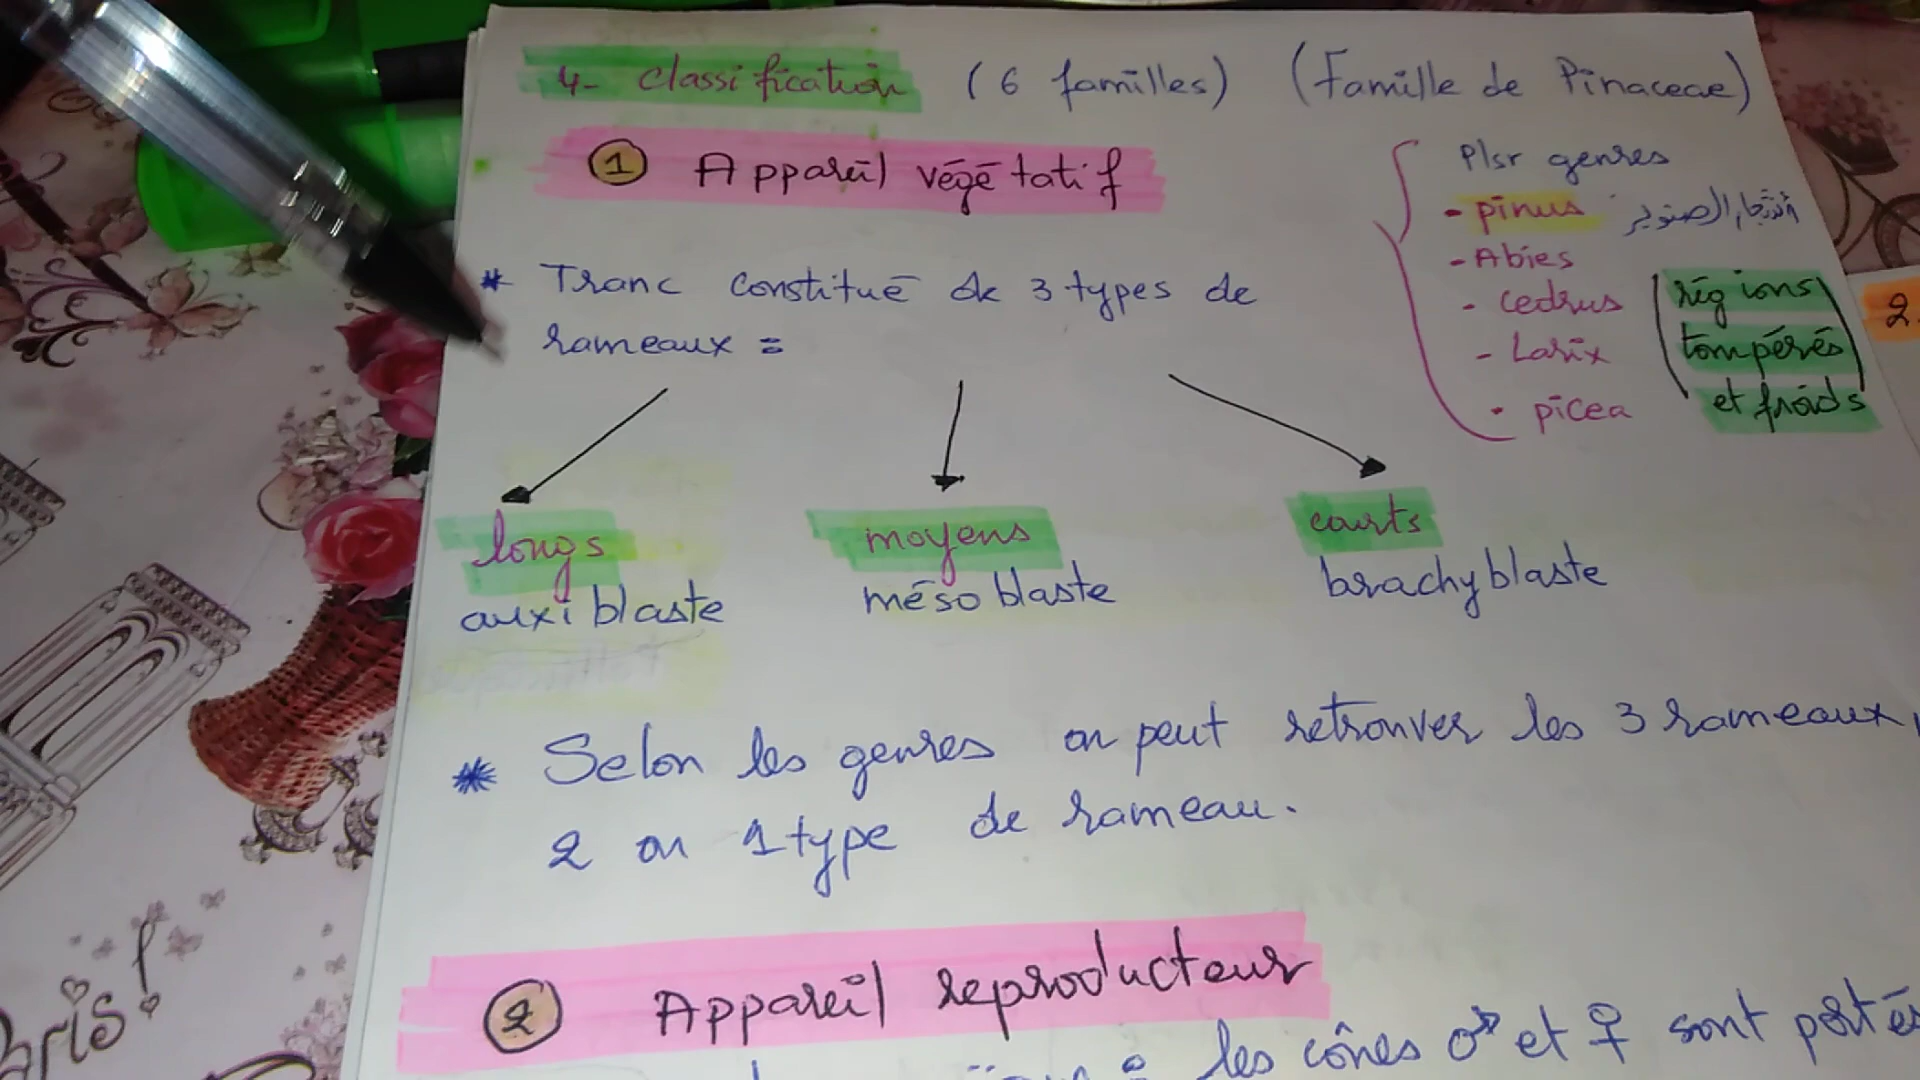 4- Classification (6 familles) (Famille de Pinaceae)
① Appareil végétatif
Plsr genres
- pinus أشجار الصنوبر
- Abies
- cedrus
- Larix
- picea
(régions
tompérés
et froids)
* Tranc constitué de 3 types de
rameaux =
longs
auxiblaste
moyens
mésoblaste
courts
brachyblaste
* Selon les genres on peut retrouver les 3 rameaux,
2 ou 1 type de rameau.
② Appareil reproducteur
les cônes ♂ et ♀ sont portés
2.
Paris